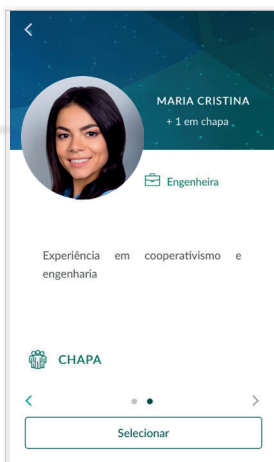 MARIA CRISTINA
+ 1 em chapa
Engenheira
Experiência em cooperativismo e
engenharia
CHAPA
Selecionar